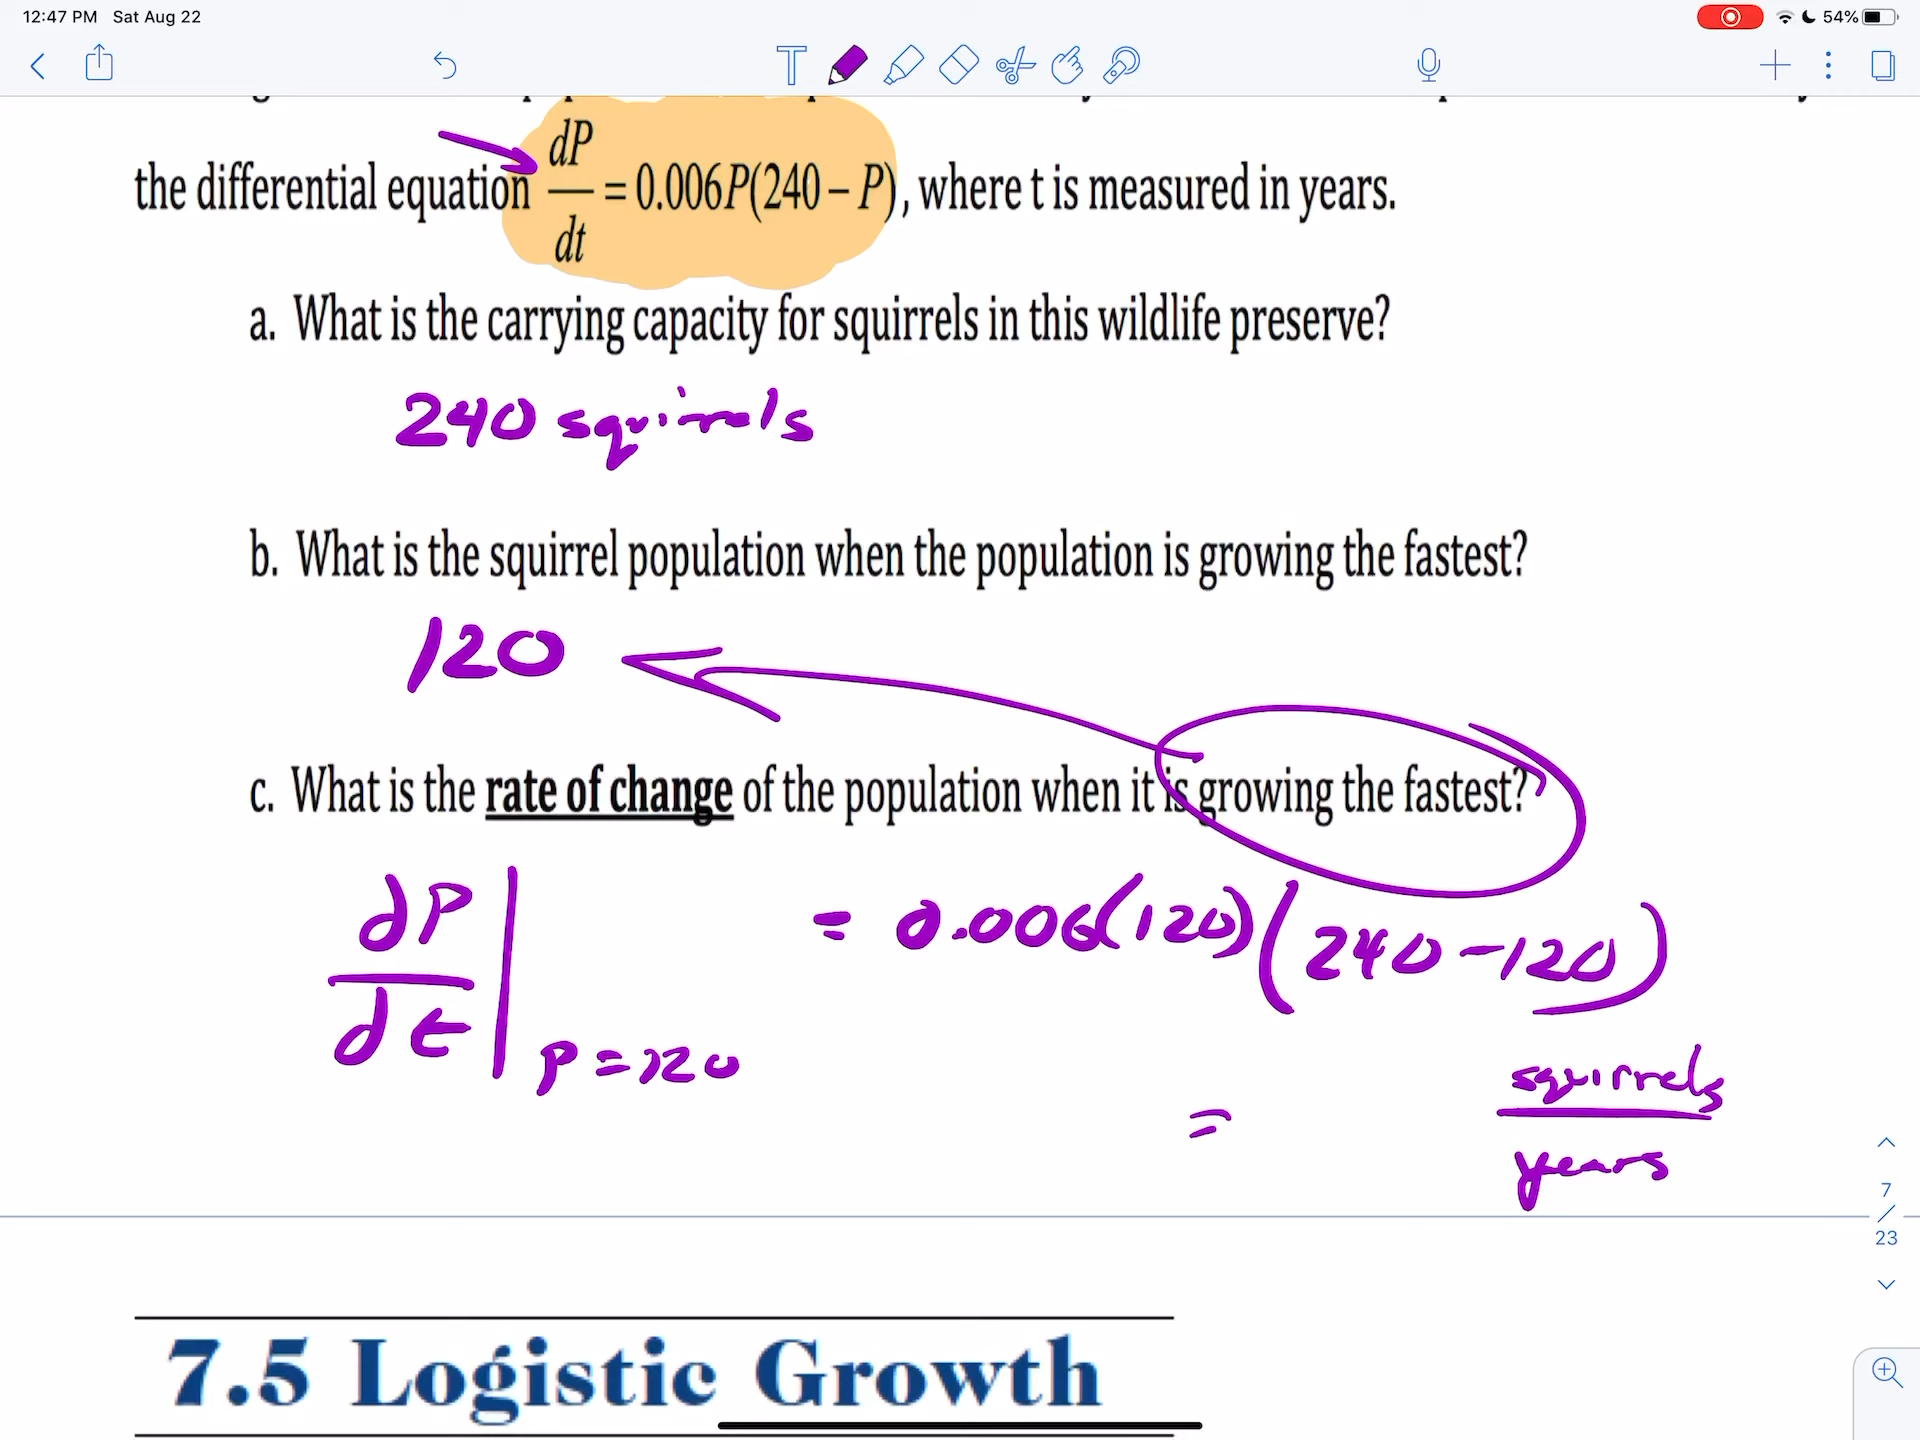 12:47 PM Sat Aug 22
54%
the differential equation dP/dt = 0.006P(240 – P), where t is measured in years.
a. What is the carrying capacity for squirrels in this wildlife preserve?
240 squirrels
b. What is the squirrel population when the population is growing the fastest?
120
c. What is the rate of change of the population when it is growing the fastest?
dP/dt | P = 120 = 0.006(120)(240 – 120)
= squirrels/years
7
/
23
7.5 Logistic Growth